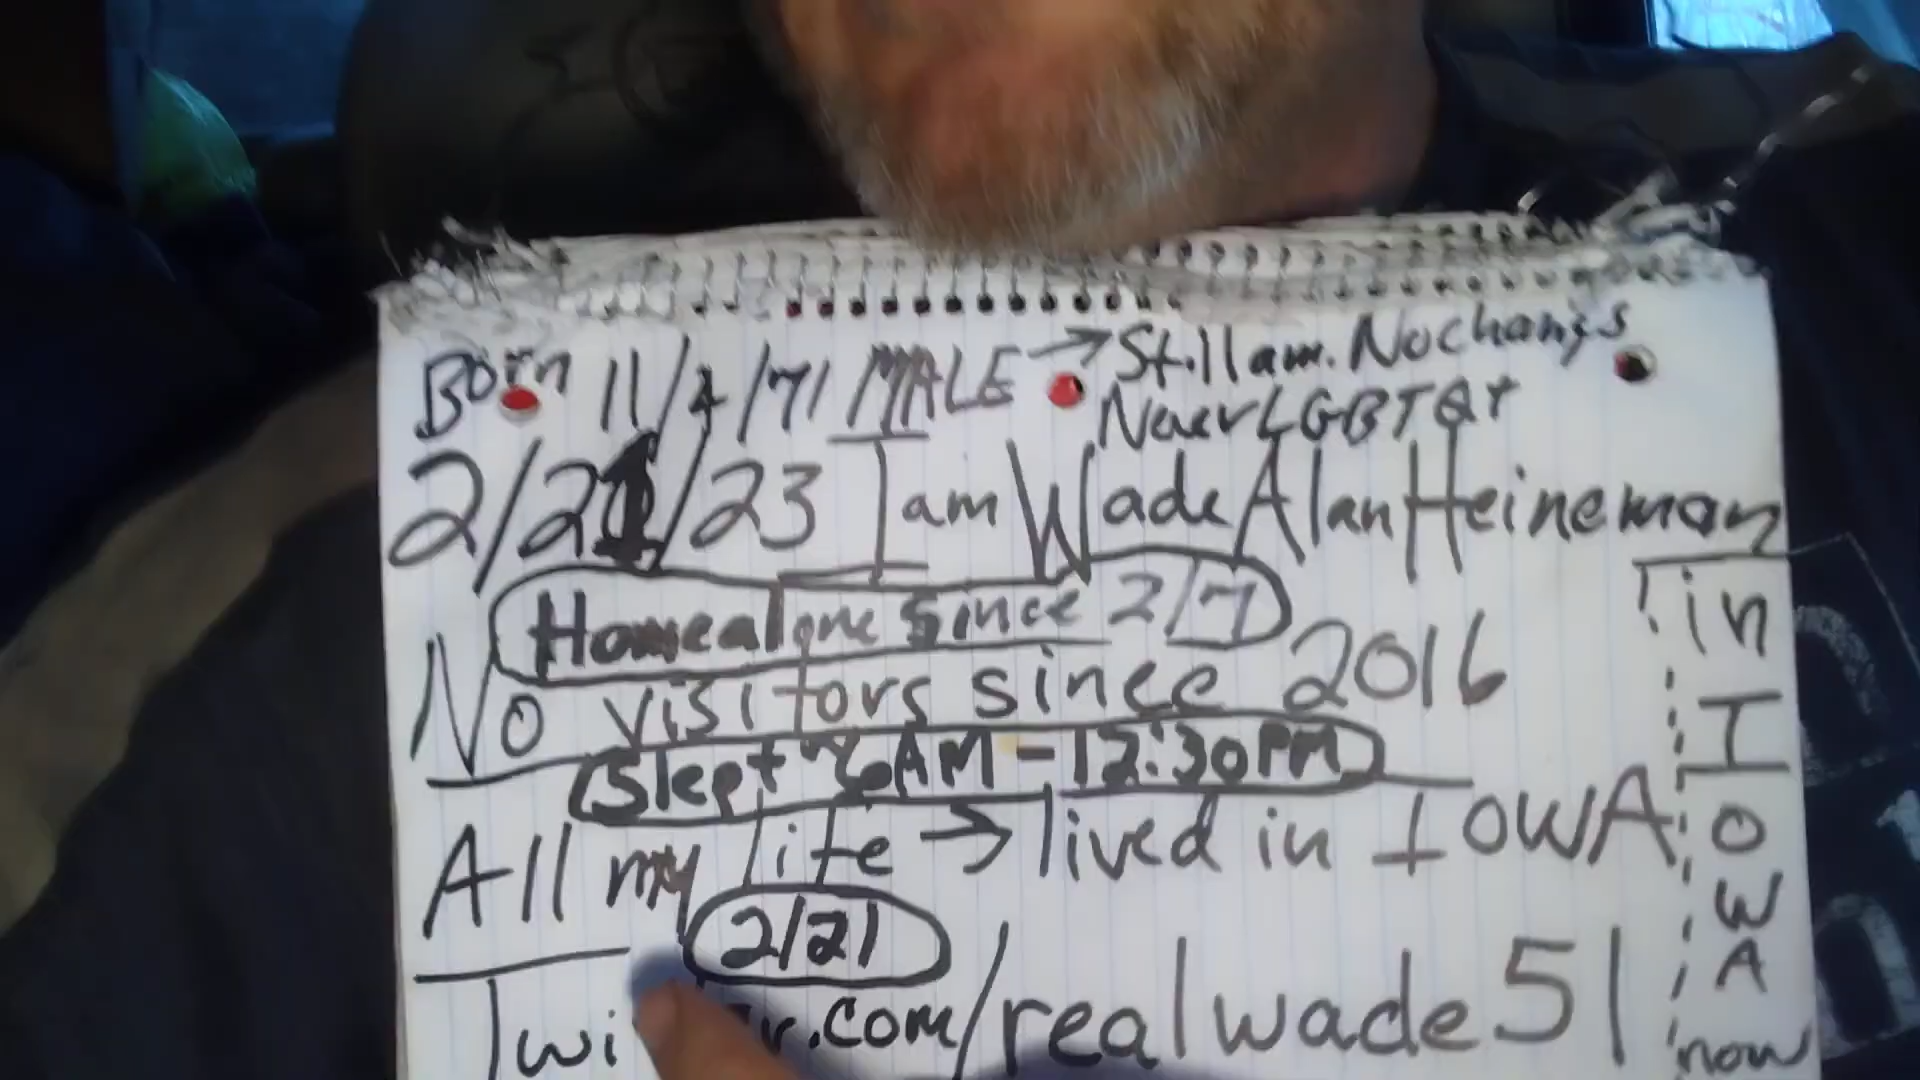 Born 11/4/71 MALE → Still am. No changes
Never LGBTQ+
2/21/23 I am Wade Alan Heineman
Home alone since 2/7
No visitors since 2016
Slept ~6AM - 12:30PM
All my life → lived in IOWA
2/21
Twi r.com/realwade51
in IOWA now